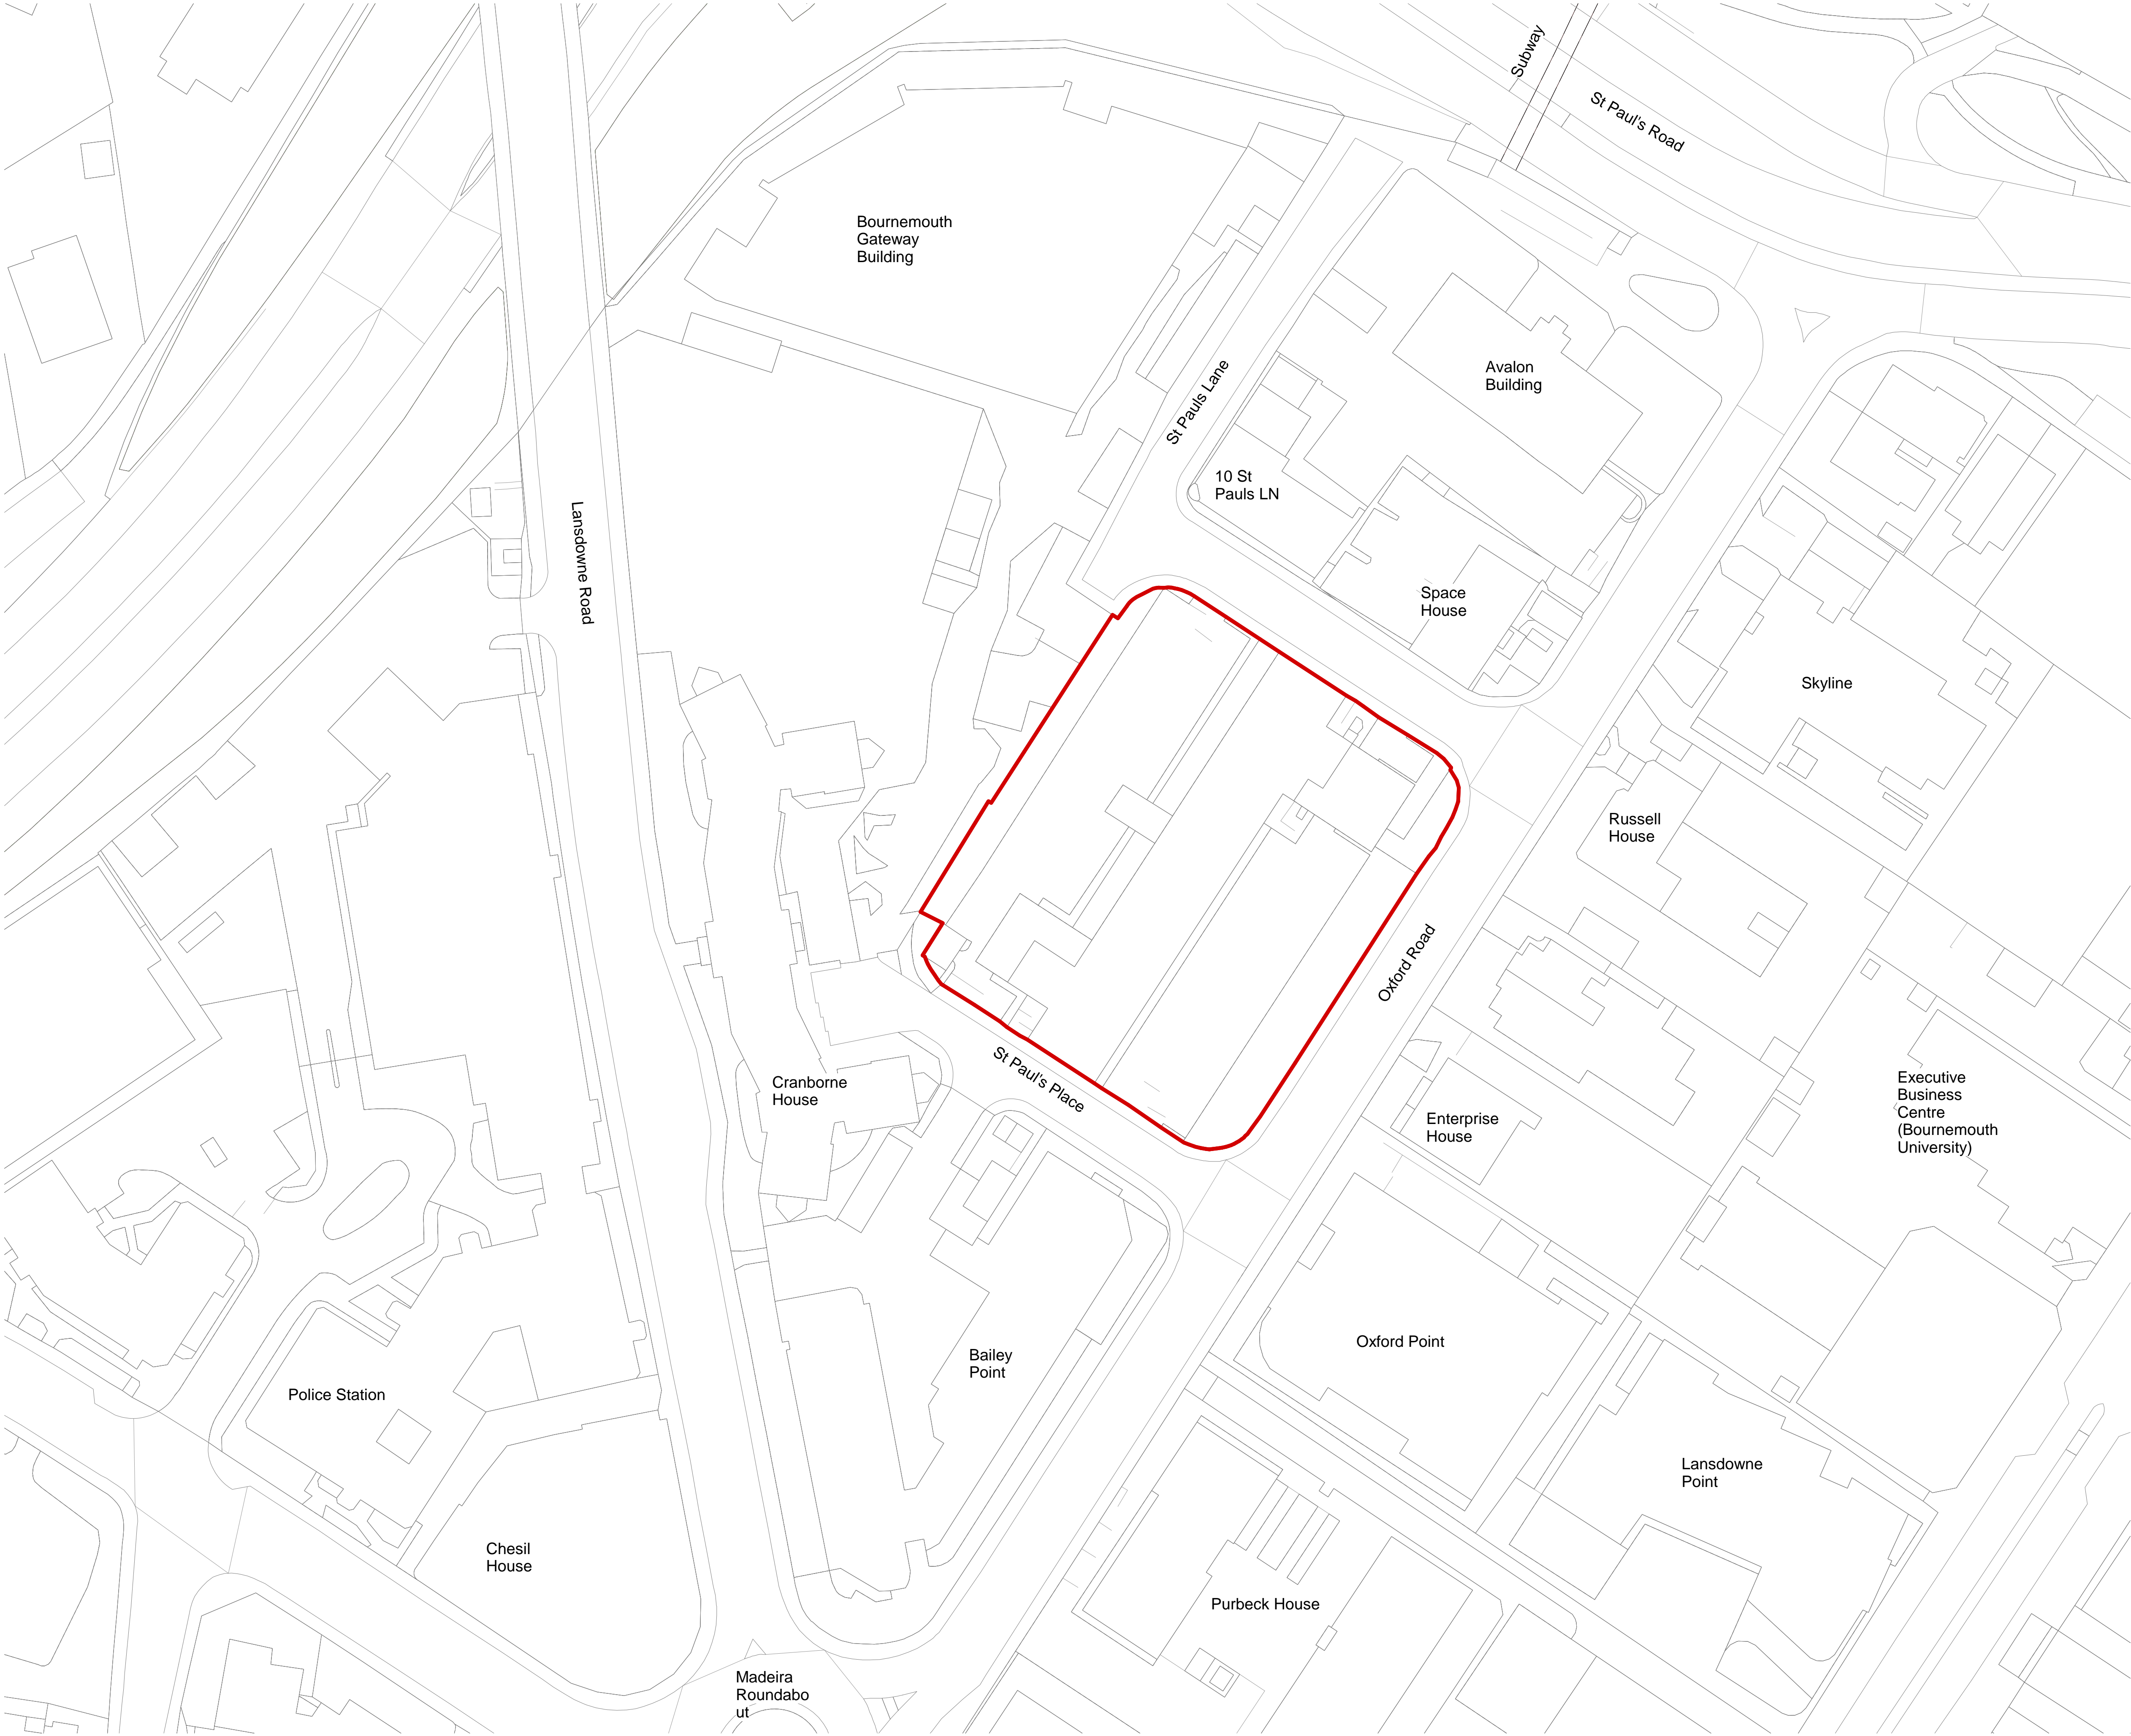 Subway
St Paul's Road
Bournemouth
Gateway
Building
Avalon
Building
St Pauls Lane
10 St
Pauls LN
Lansdowne Road
Space
House
Skyline
Russell
House
Oxford Road
St Paul's Place
Cranborne
House
Enterprise
House
Executive
Business
Centre
(Bournemouth
University)
Oxford Point
Bailey
Point
Police Station
Lansdowne
Point
Chesil
House
Purbeck House
Madeira
Roundabo
ut